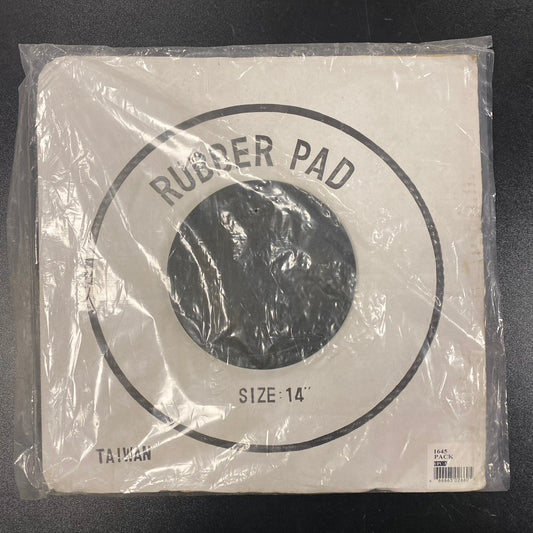 RUBBER PAD
SIZE:14"
TAIWAN
1645
PACK